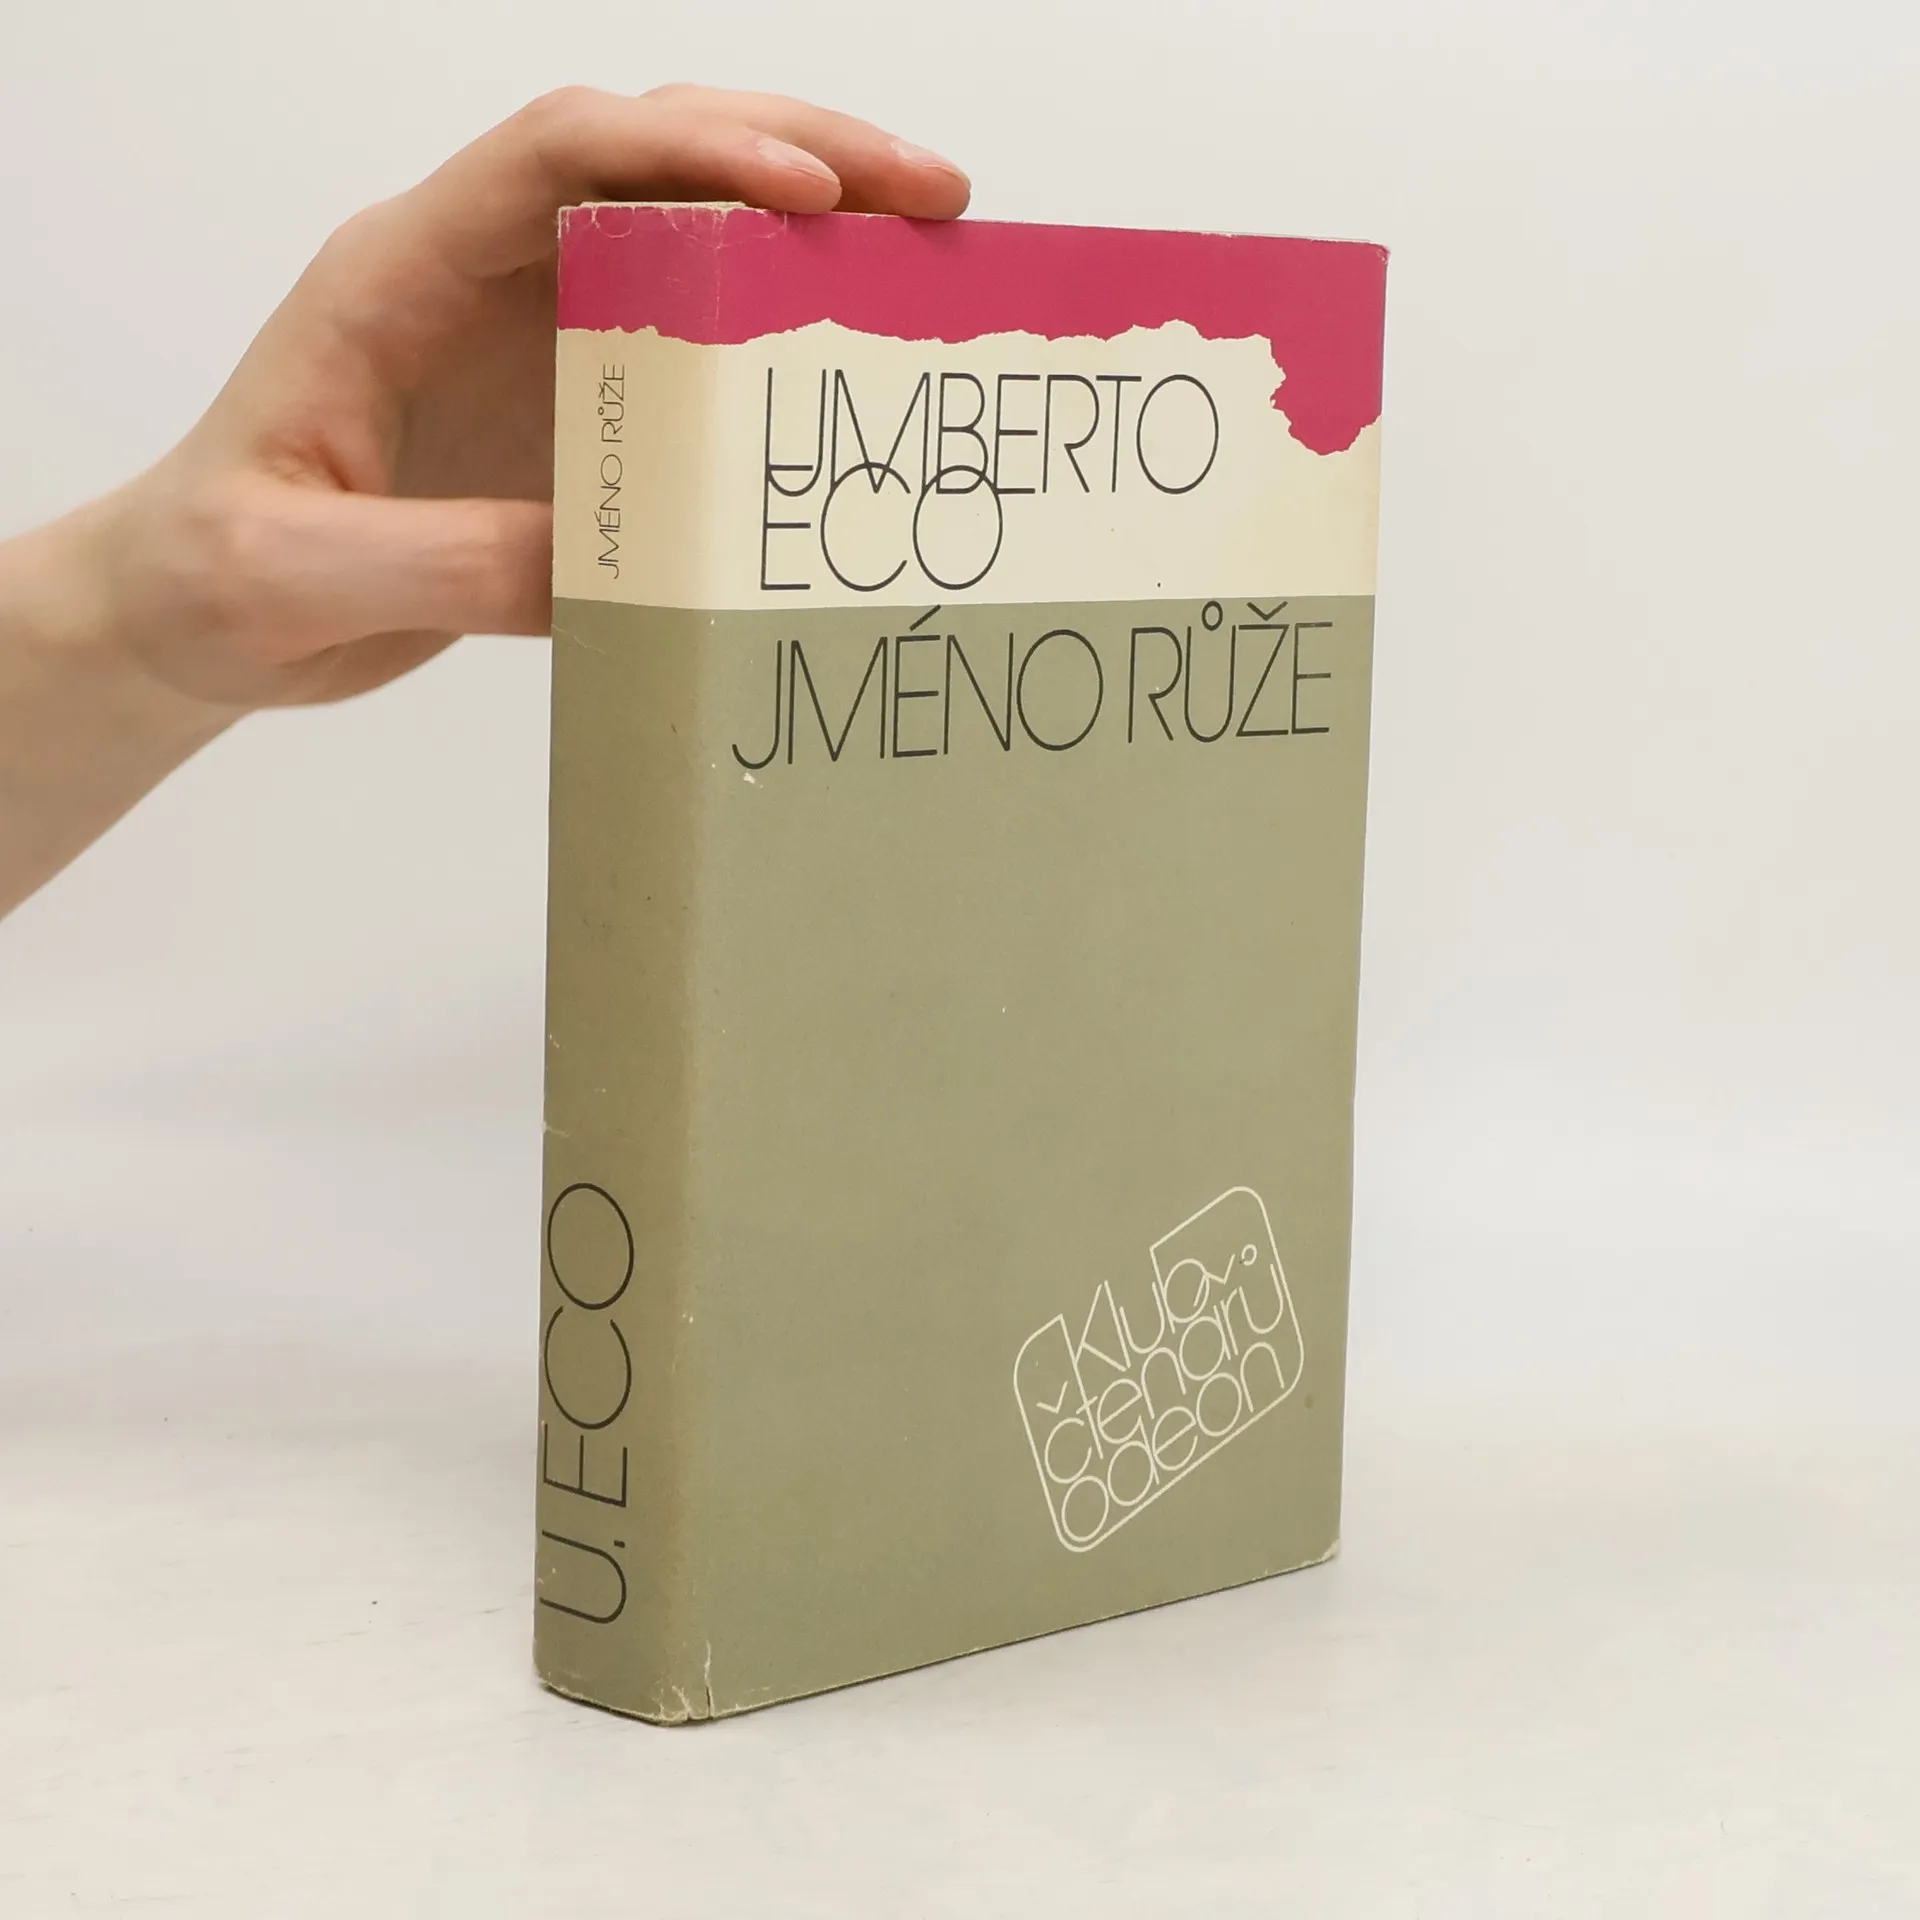 JMÉNO RŮŽE
U. ECO
UMBERTO
ECO
JMÉNO RŮŽE
klub
čtenářů
odeon